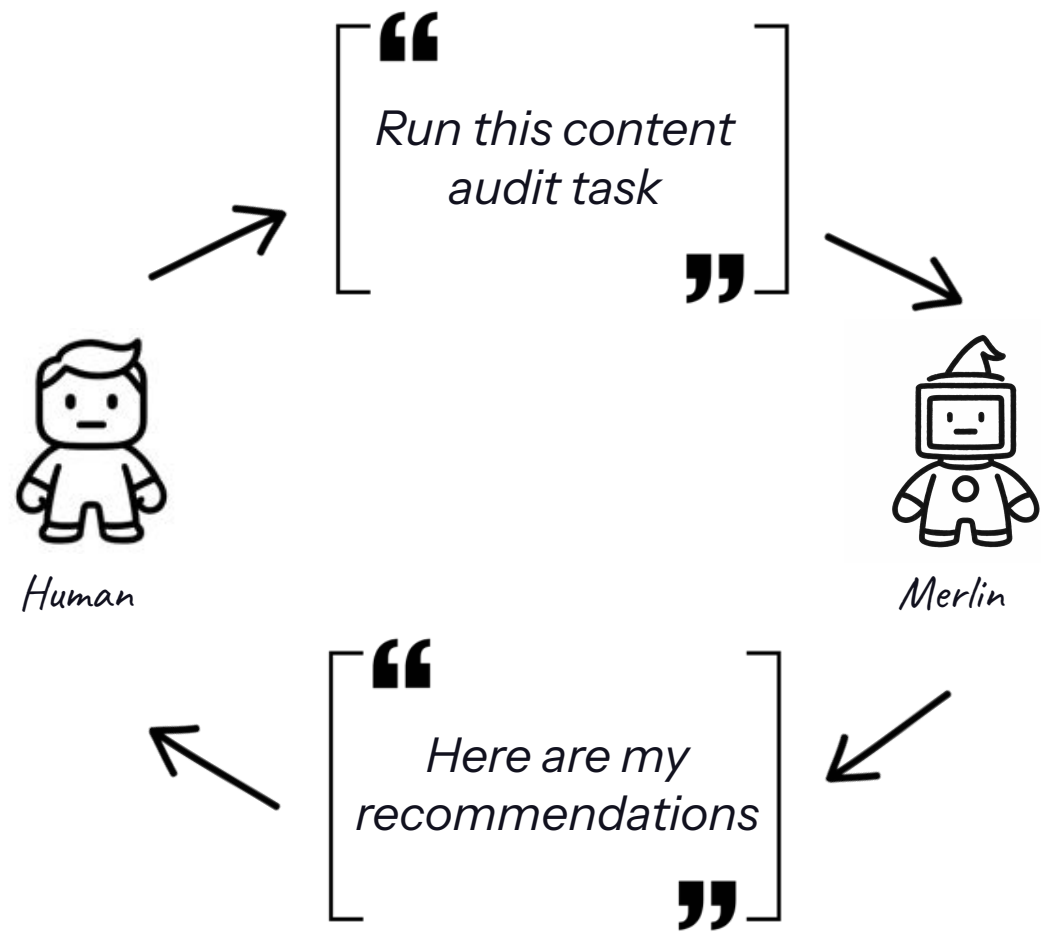 “
Run this content
audit task
”
Human
Merlin
“
Here are my
recommendations
”